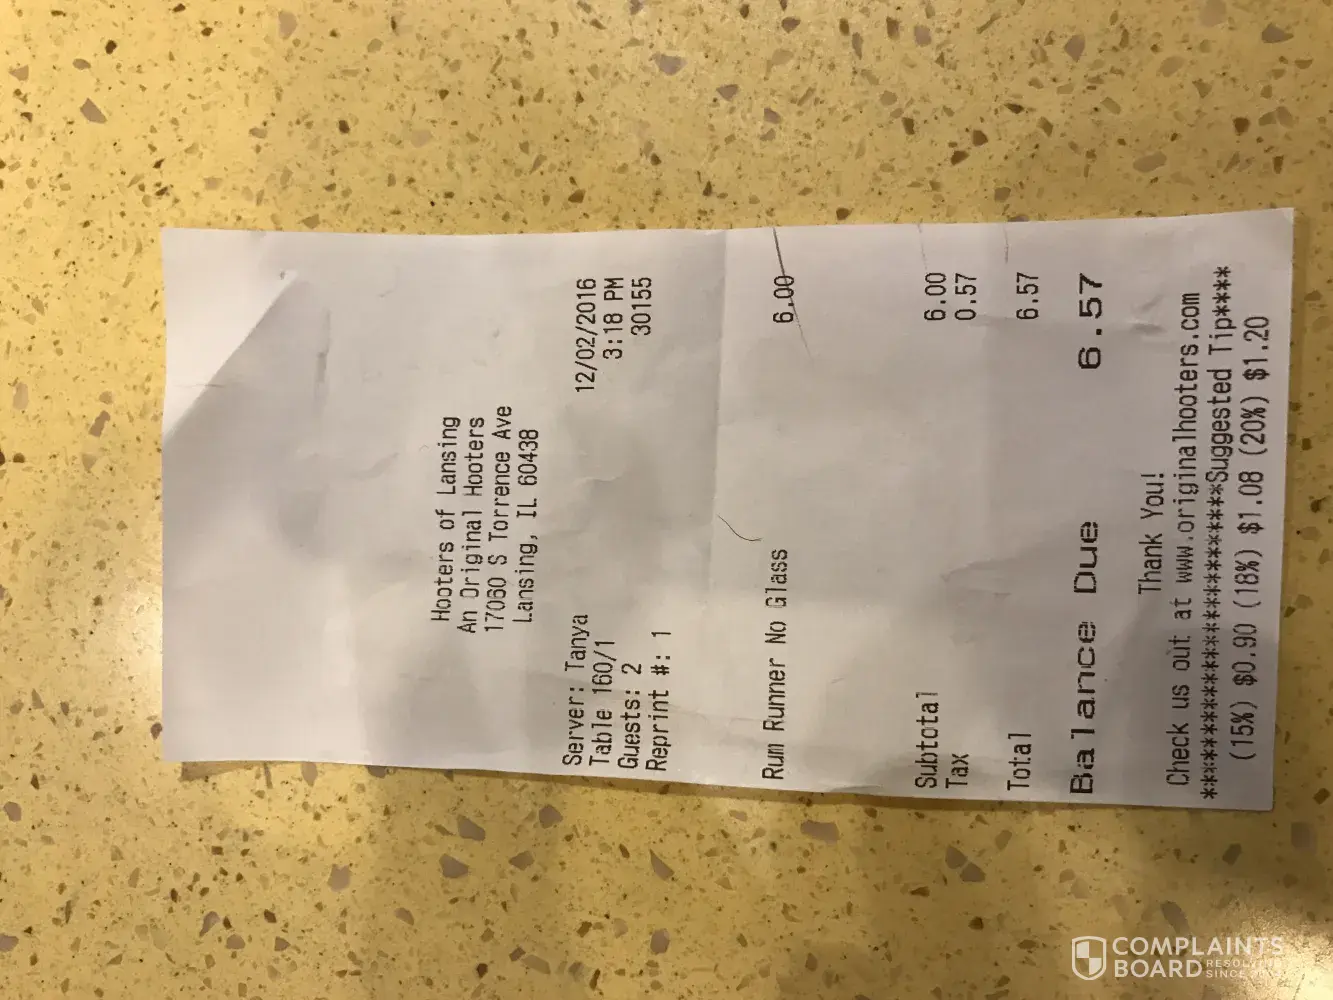 Hooters of Lansing
An Original Hooters
17060 S Torrence Ave
Lansing, IL 60438
Server: Tanya 12/02/2016
Table 160/1 3:18 PM
Guests: 2 30155
Reprint #: 1
Rum Runner No Glass 6.00
Subtotal 6.00
Tax 0.57
Total 6.57
Balance Due 6.57
Thank You!
Check us out at www.originalhooters.com
**************************Suggested Tip****
(15%) $0.90 (18%) $1.08 (20%) $1.20
COMPLAINTS
BOARD RESOLVING
SINCE 2004